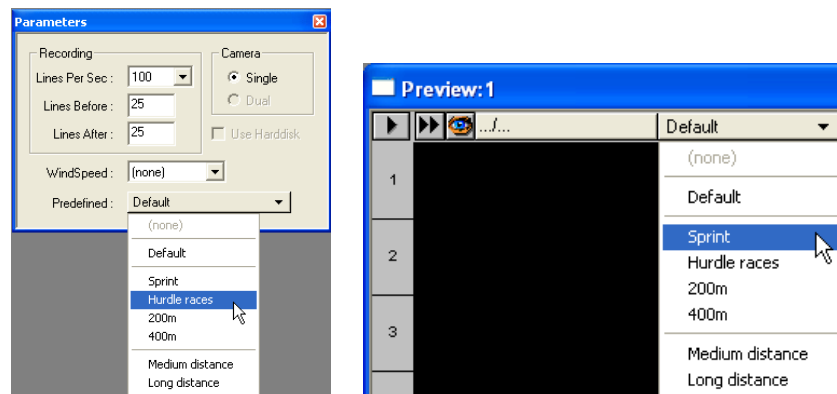 Parameters
Recording
Lines Per Sec :
100
Lines Before :
25
Lines After :
25
Camera
Single
Dual
Use Harddisk
WindSpeed :
(none)
Predefined :
Default
(none)
Default
Sprint
Hurdle races
200m
400m
Medium distance
Long distance
Preview:1
.../...
Default
1
2
3
(none)
Default
Sprint
Hurdle races
200m
400m
Medium distance
Long distance